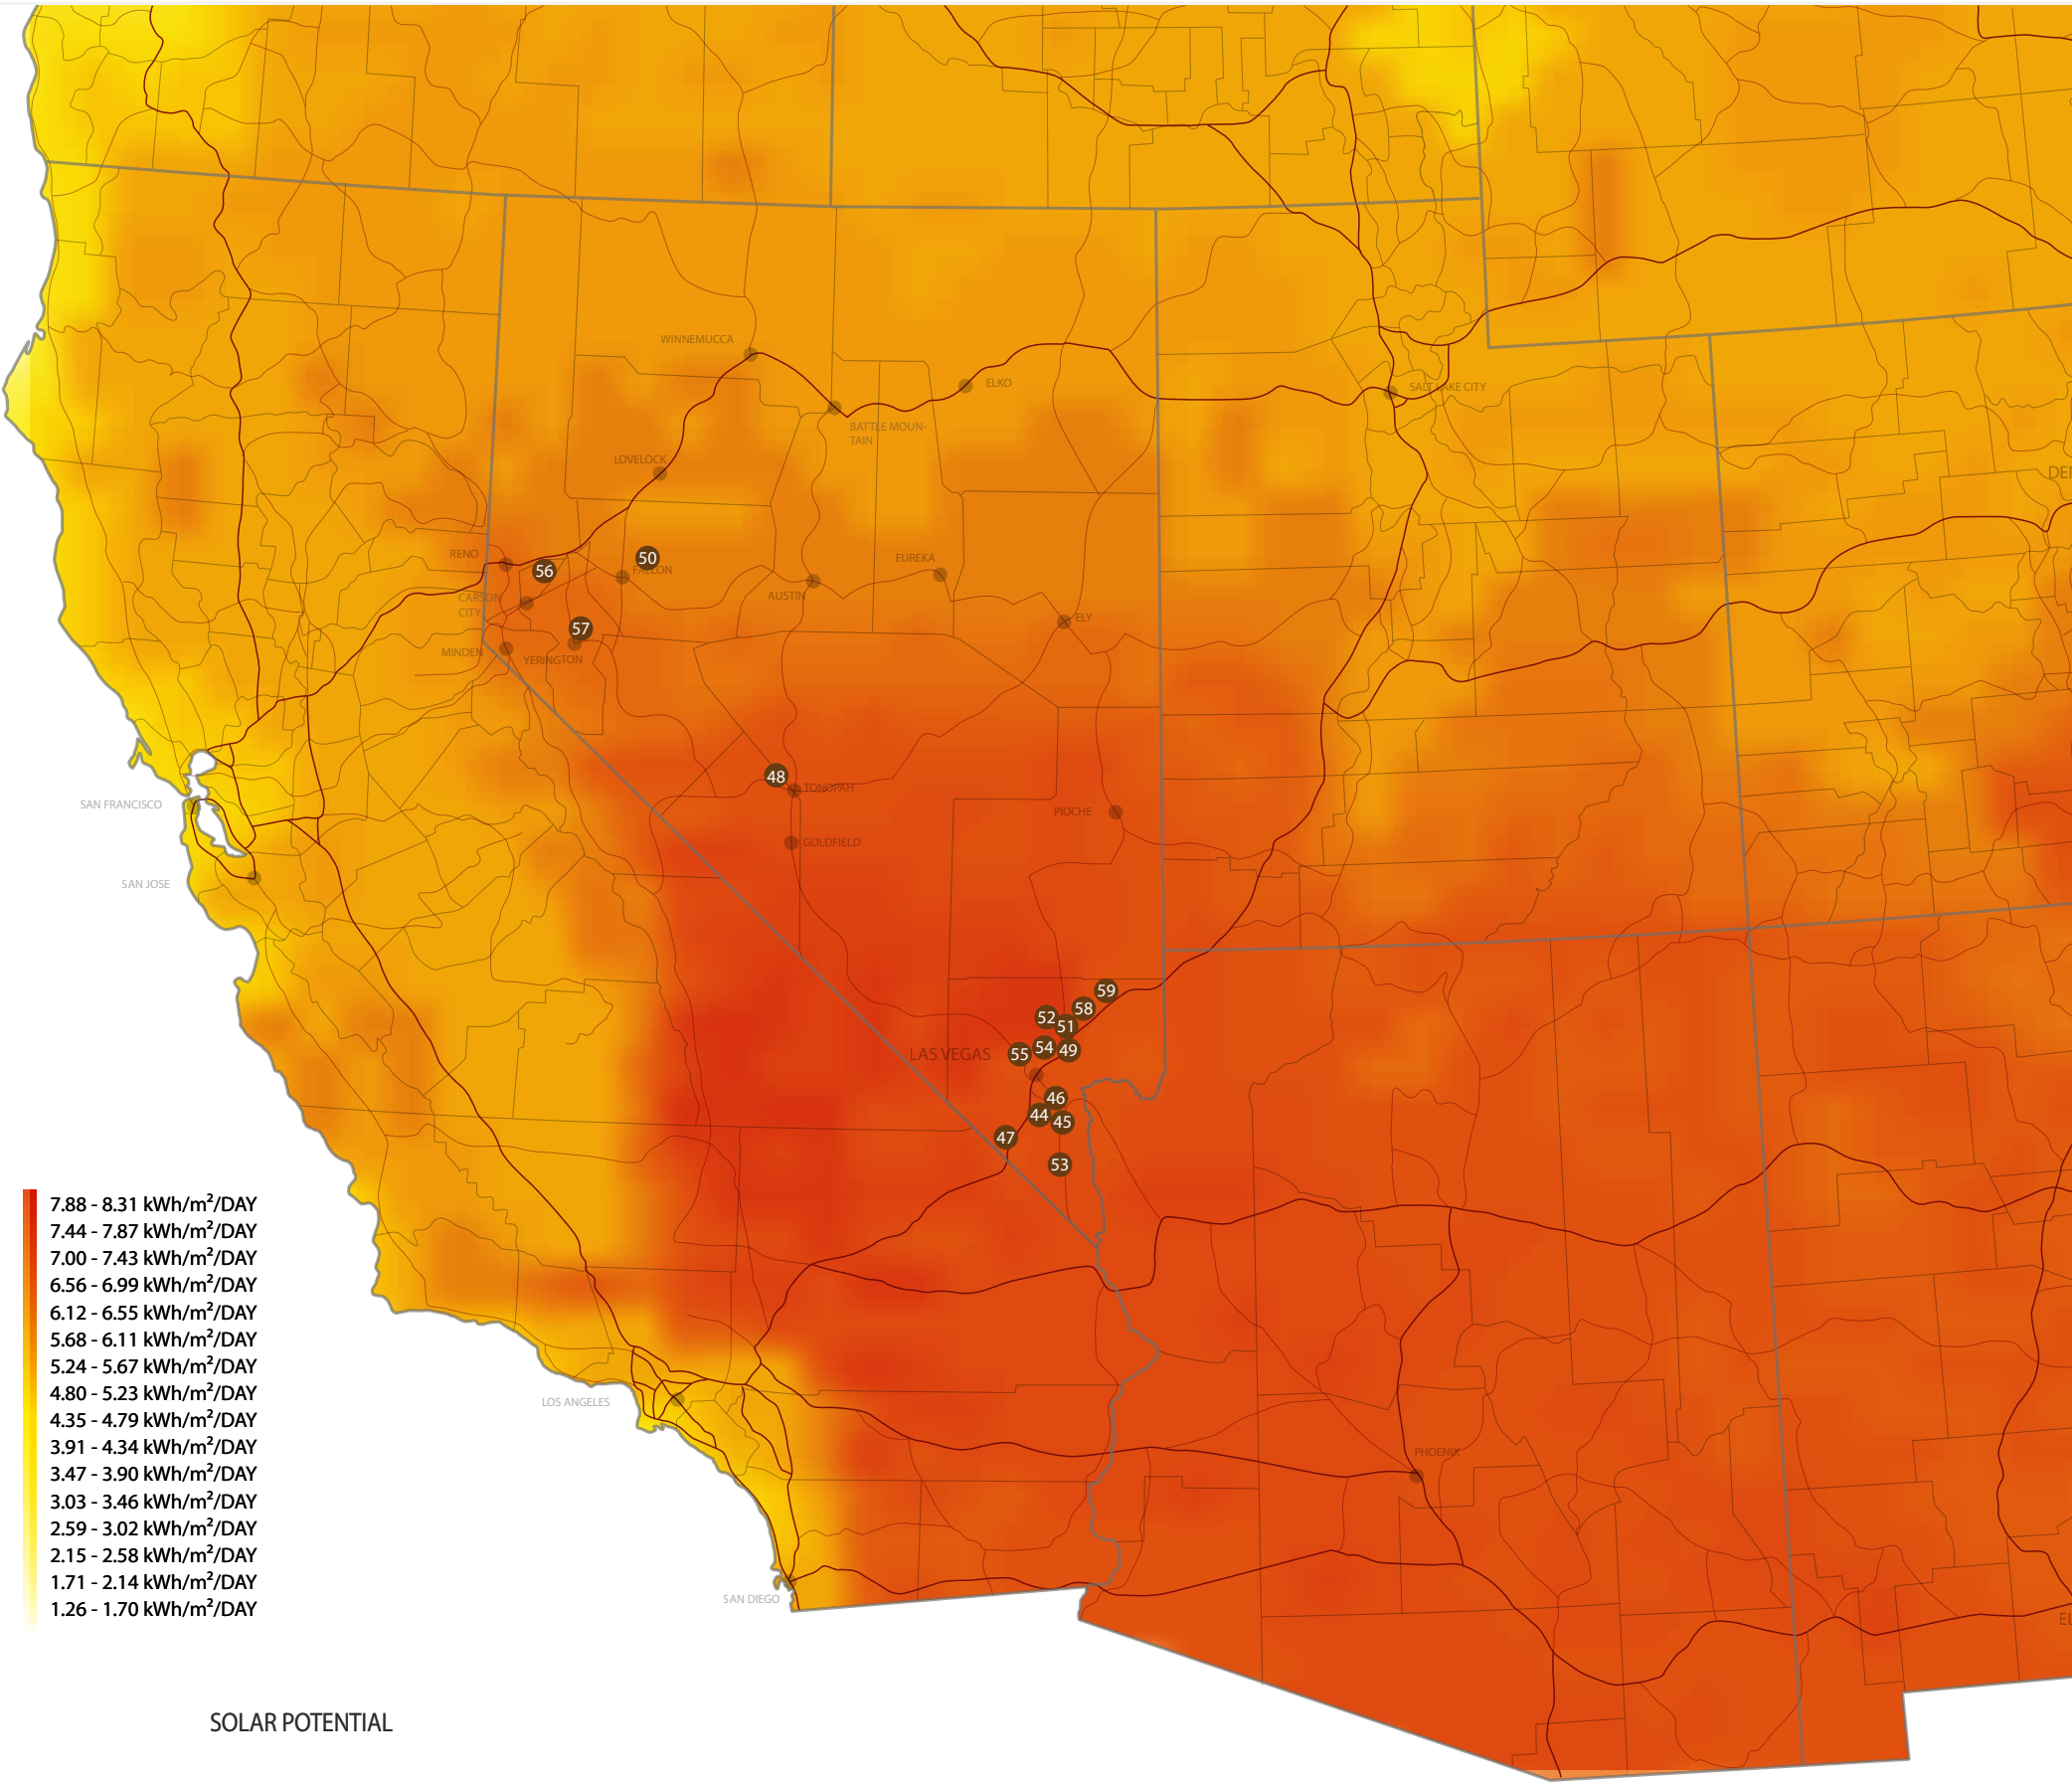 WINNEMUCCA
ELKO
SALT LAKE CITY
BATTLE MOUN-
TAIN
LOVELOCK
DEN
RENO
56
50
FALLON
EUREKA
CARSON
CITY
AUSTIN
57
ELY
MINDEN
YERINGTON
48
TONOPAH
SAN FRANCISCO
PIOCHE
GOLDFIELD
SAN JOSE
59
58
52
51
LAS VEGAS
55
54
49
46
44
45
47
53
7.88 - 8.31 kWh/m²/DAY
7.44 - 7.87 kWh/m²/DAY
7.00 - 7.43 kWh/m²/DAY
6.56 - 6.99 kWh/m²/DAY
6.12 - 6.55 kWh/m²/DAY
5.68 - 6.11 kWh/m²/DAY
5.24 - 5.67 kWh/m²/DAY
4.80 - 5.23 kWh/m²/DAY
4.35 - 4.79 kWh/m²/DAY
3.91 - 4.34 kWh/m²/DAY
3.47 - 3.90 kWh/m²/DAY
3.03 - 3.46 kWh/m²/DAY
2.59 - 3.02 kWh/m²/DAY
2.15 - 2.58 kWh/m²/DAY
1.71 - 2.14 kWh/m²/DAY
1.26 - 1.70 kWh/m²/DAY
LOS ANGELES
PHOENIX
SAN DIEGO
EL
SOLAR POTENTIAL